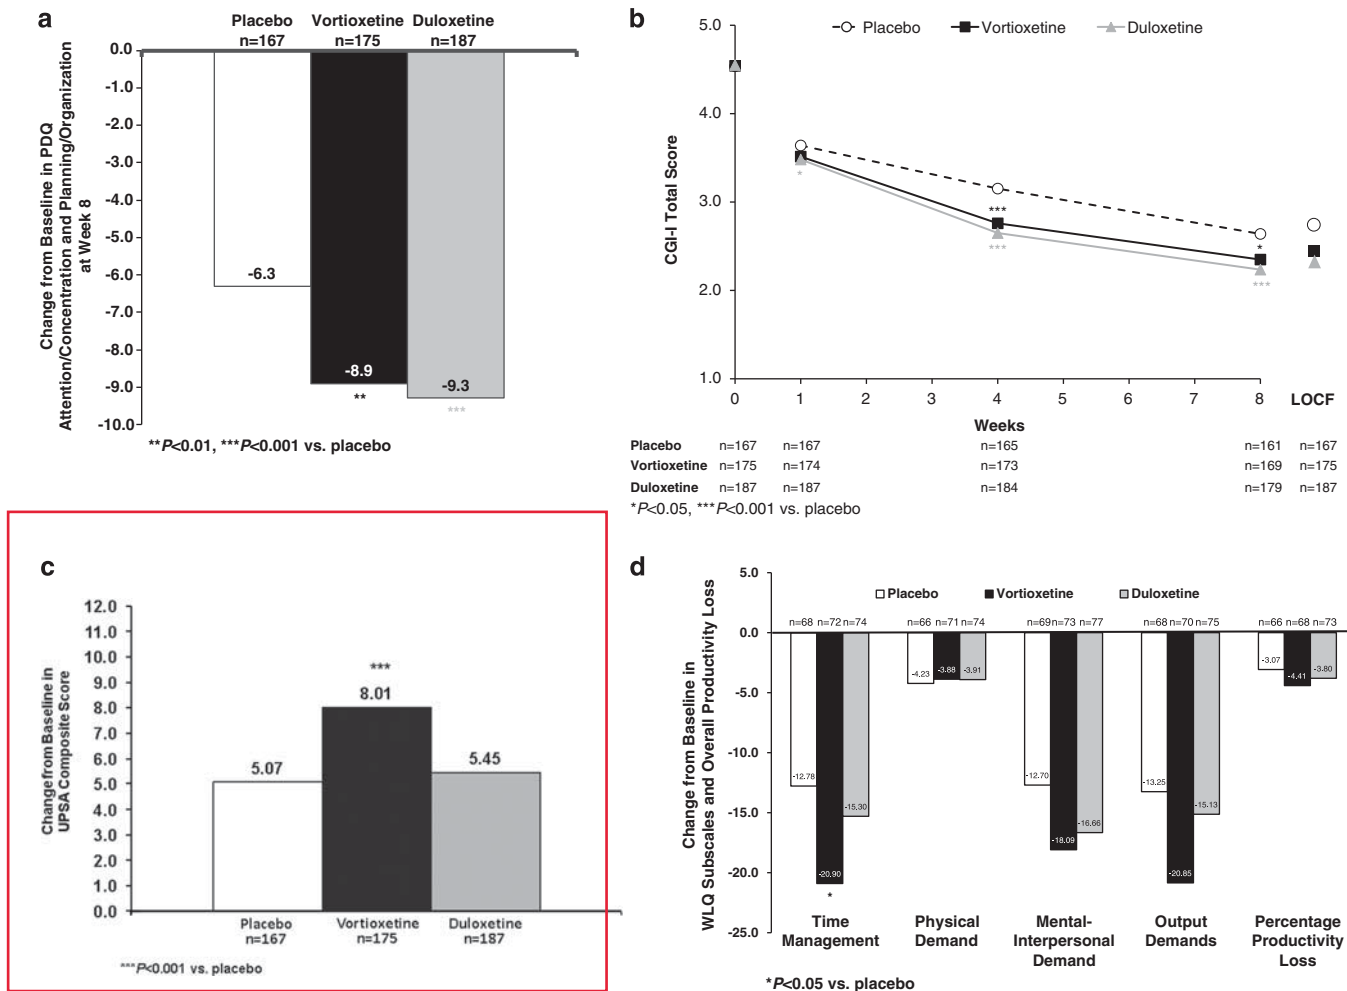 a
Placebo Vortioxetine Duloxetine
n=167 n=175 n=187
Change from Baseline in PDQ
Attention/Concentration and Planning/Organization
at Week 8
0.0
-1.0
-2.0
-3.0
-4.0
-5.0
-6.0
-7.0
-8.0
-9.0
-10.0
-6.3
-8.9
-9.3
**
***
**P<0.01, ***P<0.001 vs. placebo
b
Placebo Vortioxetine Duloxetine
CGI-I Total Score
5.0
4.0
3.0
2.0
1.0
*
***
***
*
***
0 1 2 3 4 5 6 7 8 LOCF
Weeks
Placebo n=167 n=167 n=165 n=161 n=167
Vortioxetine n=175 n=174 n=173 n=169 n=175
Duloxetine n=187 n=187 n=184 n=179 n=187
*P<0.05, ***P<0.001 vs. placebo
c
Change from Baseline in
UPSA Composite Score
12.0
11.0
10.0
9.0
8.0
7.0
6.0
5.0
4.0
3.0
2.0
1.0
0.0
***
5.07
8.01
5.45
Placebo Vortioxetine Duloxetine
n=167 n=175 n=187
***P<0.001 vs. placebo
d
Placebo Vortioxetine Duloxetine
Change from Baseline in
WLQ Subscales and Overall Productivity Loss
5.0
0.0
-5.0
-10.0
-15.0
-20.0
-25.0
n=68 n=72 n=74 n=66 n=71 n=74 n=69 n=73 n=77 n=68 n=70 n=75 n=66 n=68 n=73
-12.78 -20.90 -15.30
-4.23 -3.88 -3.91
-12.70 -18.09 -16.66
-13.25 -20.85 -15.13
-3.07 -4.41 -3.80
*
Time
Management
Physical
Demand
Mental-
Interpersonal
Demand
Output
Demands
Percentage
Productivity
Loss
*P<0.05 vs. placebo